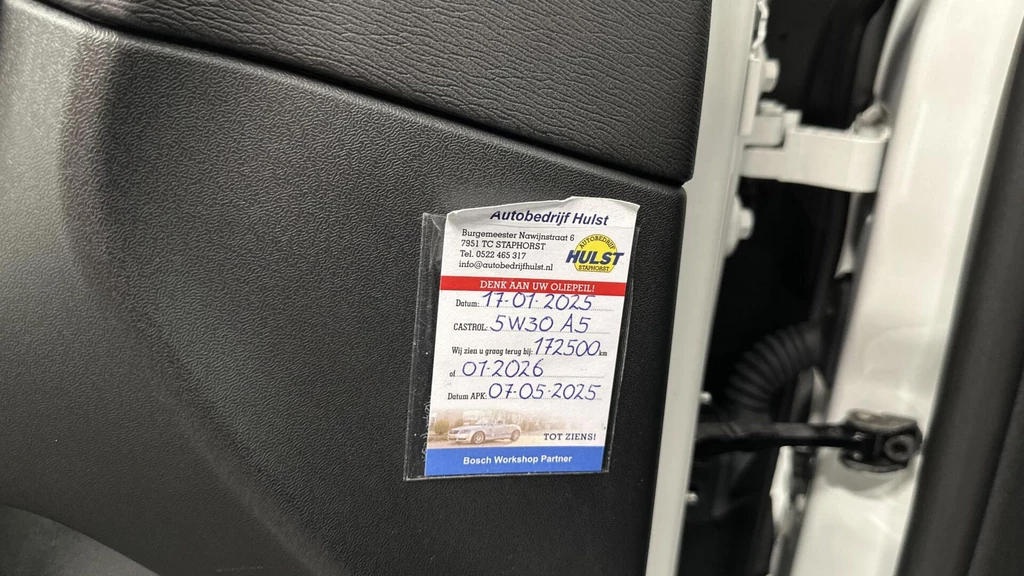 Autobedrijf Hulst
Burgemeester Nawijnstraat 6
7951 TC STAPHORST
Tel. 0522 465 317
info@autobedrijfhulst.nl
AUTOBEDRIJF
HULST
STAPHORST
DENK AAN UW OLIEPEIL!
Datum: 17-01-2025
CASTROL: 5W30 A5
Wij zien u graag terug bij: 172500 km
of 01-2026
Datum APK: 07-05-2025
TOT ZIENS!
Bosch Workshop Partner